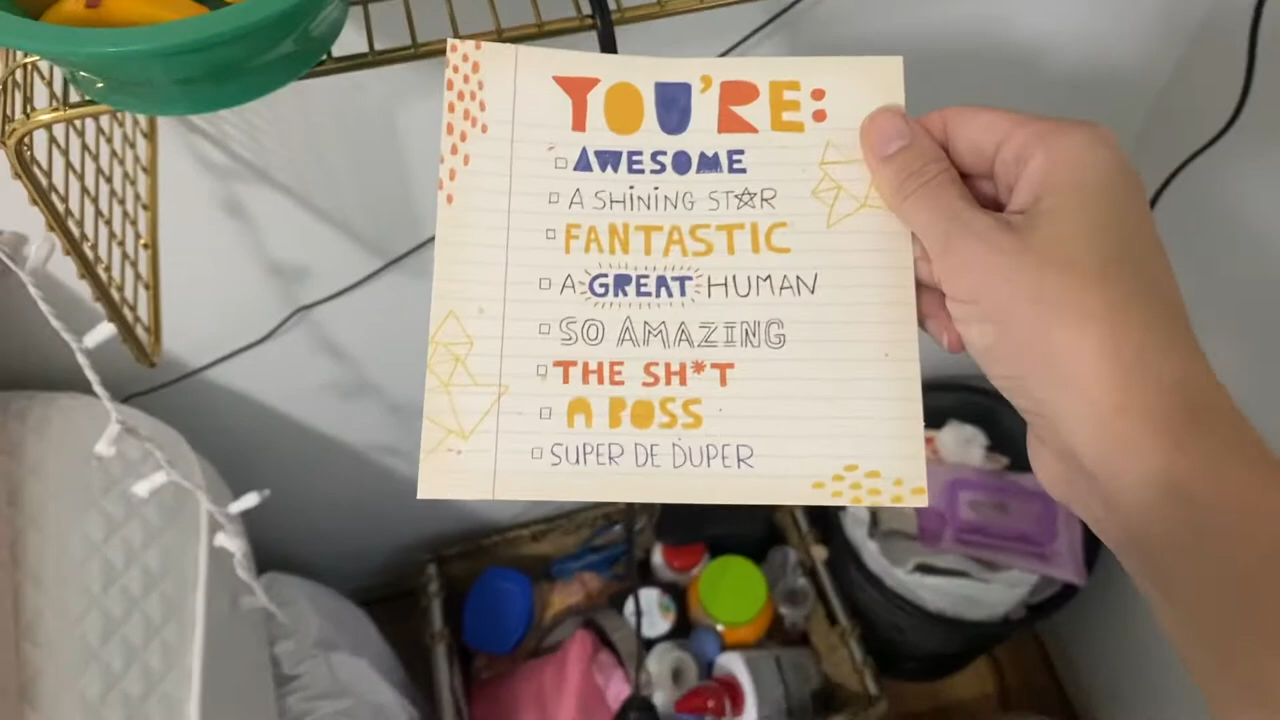 YOU'RE:
AWESOME
A SHINING STAR
FANTASTIC
A GREAT HUMAN
SO AMAZING
THE SH*T
A BOSS
SUPER DE DUPER